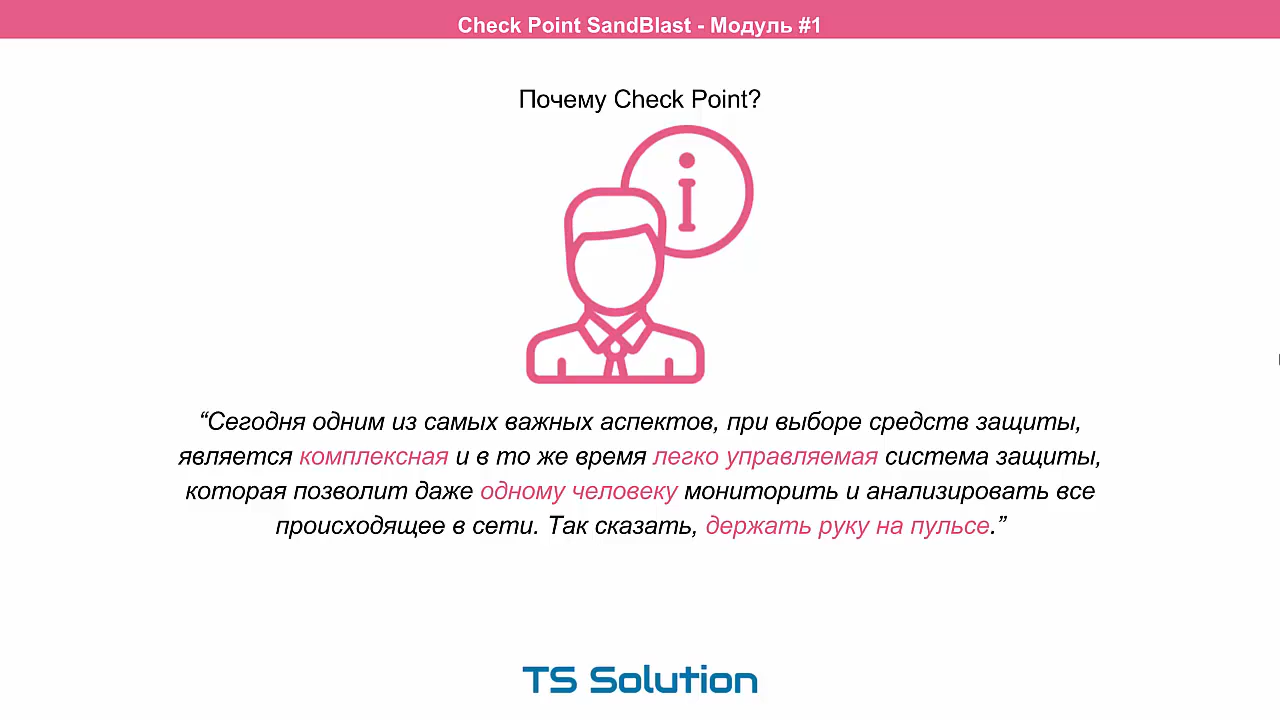 Check Point SandBlast - Модуль #1
Почему Check Point?
i
“Сегодня одним из самых важных аспектов, при выборе средств защиты,
является комплексная и в то же время легко управляемая система защиты,
которая позволит даже одному человеку мониторить и анализировать все
происходящее в сети. Так сказать, держать руку на пульсе.”
TS Solution